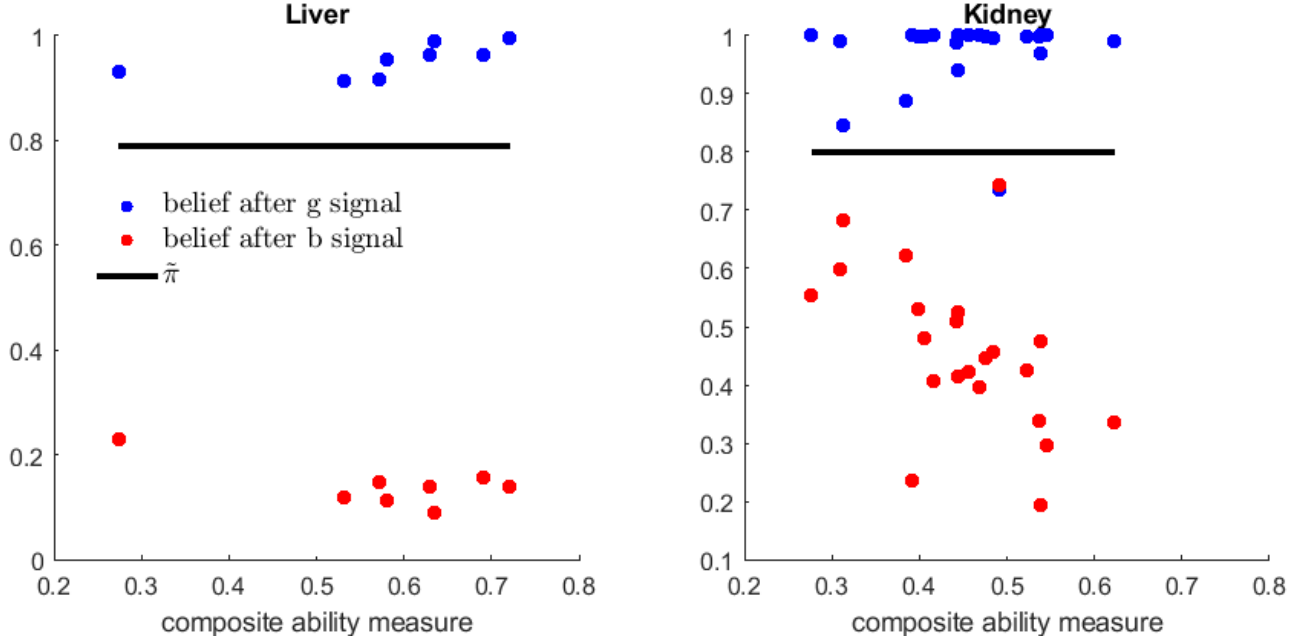 Liver
1
0.8
0.6
0.4
0.2
0
belief after g signal
belief after b signal
π̃
0.2 0.3 0.4 0.5 0.6 0.7 0.8
composite ability measure
Kidney
1
0.9
0.8
0.7
0.6
0.5
0.4
0.3
0.2
0.1
0.2 0.3 0.4 0.5 0.6 0.7 0.8
composite ability measure